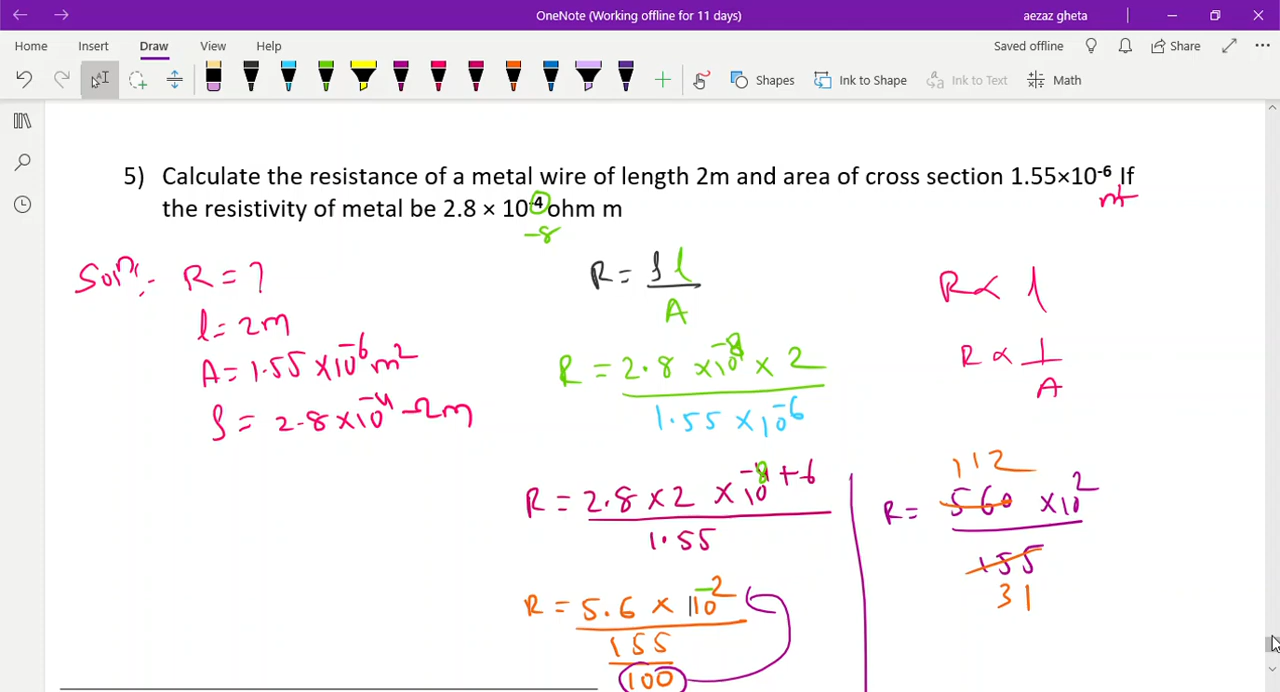 OneNote (Working offline for 11 days)
aezaz gheta
Home Insert Draw View Help
Saved offline
Share
Shapes
Ink to Shape
Ink to Text
Math
5) Calculate the resistance of a metal wire of length 2m and area of cross section 1.55×10⁻⁶ If
m²
the resistivity of metal be 2.8 × 10⁻⁴ ohm m
-8
Soln:- R = ?
l = 2m
A = 1.55 × 10⁻⁶ m²
ρ = 2.8 × 10⁻⁴ Ωm
R = ρl
A
R = 2.8 × 10⁻⁸ × 2
1.55 × 10⁻⁶
R = 2.8 × 2 × 10⁻⁸⁺⁶
1.55
R = 5.6 × 10⁻²
155
100
R ∝ l
R ∝ 1
A
112
R = 560 × 10²
155
31